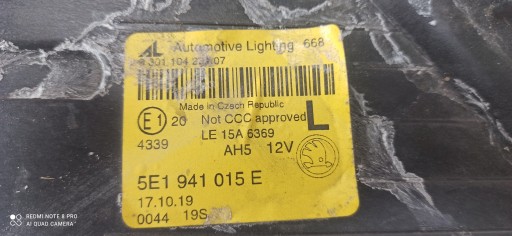 AL Automotive Lighting 668
Made in Czech Republic
E1 20 Not CCC approved L
LE 15A 6369
4339 AH5 12V
5E1 941 015 E
17.10.19
0044 19S
REDMI NOTE 8 PRO
AI QUAD CAMERA